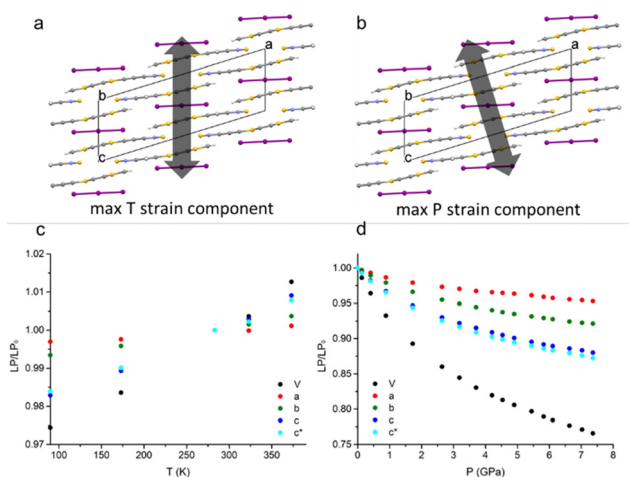 a
b
a
b
c
max T strain component
a
b
c
max P strain component
c
1.02
1.01
1.00
0.99
0.98
0.97
LP/LP₀
100
150
200
250
300
350
400
T (K)
V
a
b
c
c*
d
1.00
0.95
0.90
0.85
0.80
0.75
LP/LP₀
0
1
2
3
4
5
6
7
8
P (GPa)
V
a
b
c
c*